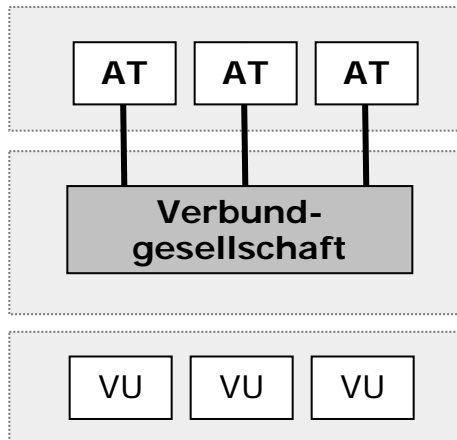 AT AT AT
Verbund-
gesellschaft
VU VU VU